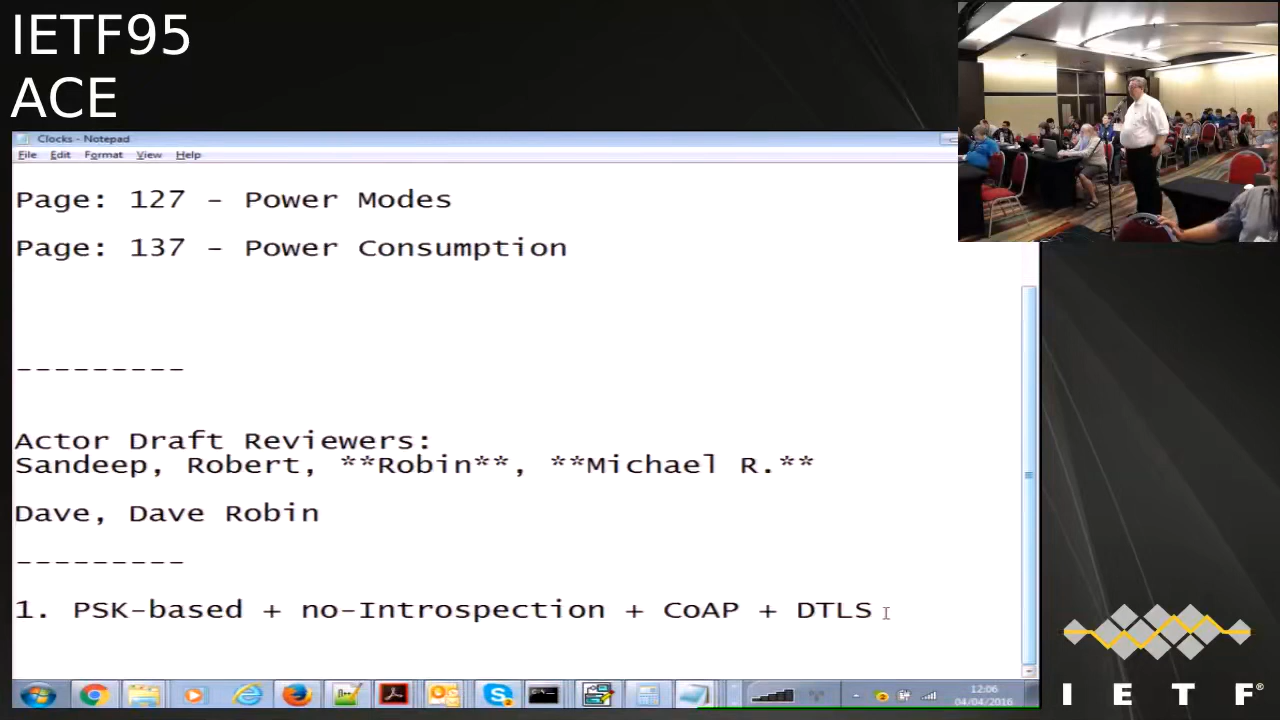 IETF95
ACE
Clocks - Notepad
File Edit Format View Help
Page: 127 - Power Modes
Page: 137 - Power Consumption
---------
Actor Draft Reviewers:
Sandeep, Robert, **Robin**, **Michael R.**
Dave, Dave Robin
---------
1. PSK-based + no-Introspection + CoAP + DTLS
12:06
04/04/2016
I E T F®